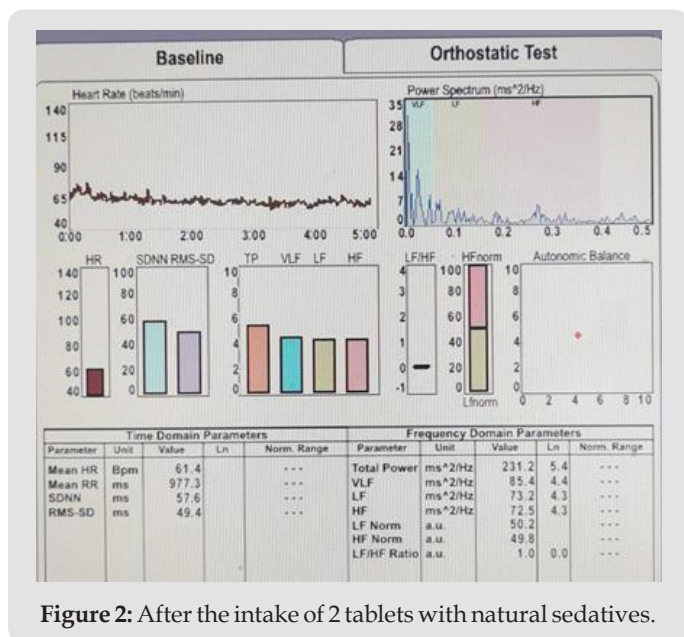 Baseline
Orthostatic Test
Heart Rate (beats/min)
140
115
90
65
40
0:00 1:00 2:00 3:00 4:00 5:00
Power Spectrum (ms^2/Hz)
VLF LF HF
35
28
21
14
7
0
0.0 0.1 0.2 0.3 0.4 0.5
HR
140
120
100
80
60
40
SDNN RMS-SD
100
80
60
40
20
0
TP VLF LF HF
10
8
6
4
2
0
LF/HF
4
3
2
1
0
-1
HFnorm
100
80
60
40
20
0
Lfnorm
Autonomic Balance
10
8
6
4
2
0
0 2 4 6 8 10
Time Domain Parameters
Parameter Unit Value Ln Norm. Range
Mean HR Bpm 61.4 - - -
Mean RR ms 977.3 - - -
SDNN ms 57.6 - - -
RMS-SD ms 49.4 - - -
Frequency Domain Parameters
Parameter Unit Value Ln Norm. Range
Total Power ms^2/Hz 231.2 5.4 - - -
VLF ms^2/Hz 85.4 4.4 - - -
LF ms^2/Hz 73.2 4.3 - - -
HF ms^2/Hz 72.5 4.3 - - -
LF Norm a.u. 50.2 - - -
HF Norm a.u. 49.8 - - -
LF/HF Ratio a.u. 1.0 0.0 - - -
Figure 2: After the intake of 2 tablets with natural sedatives.